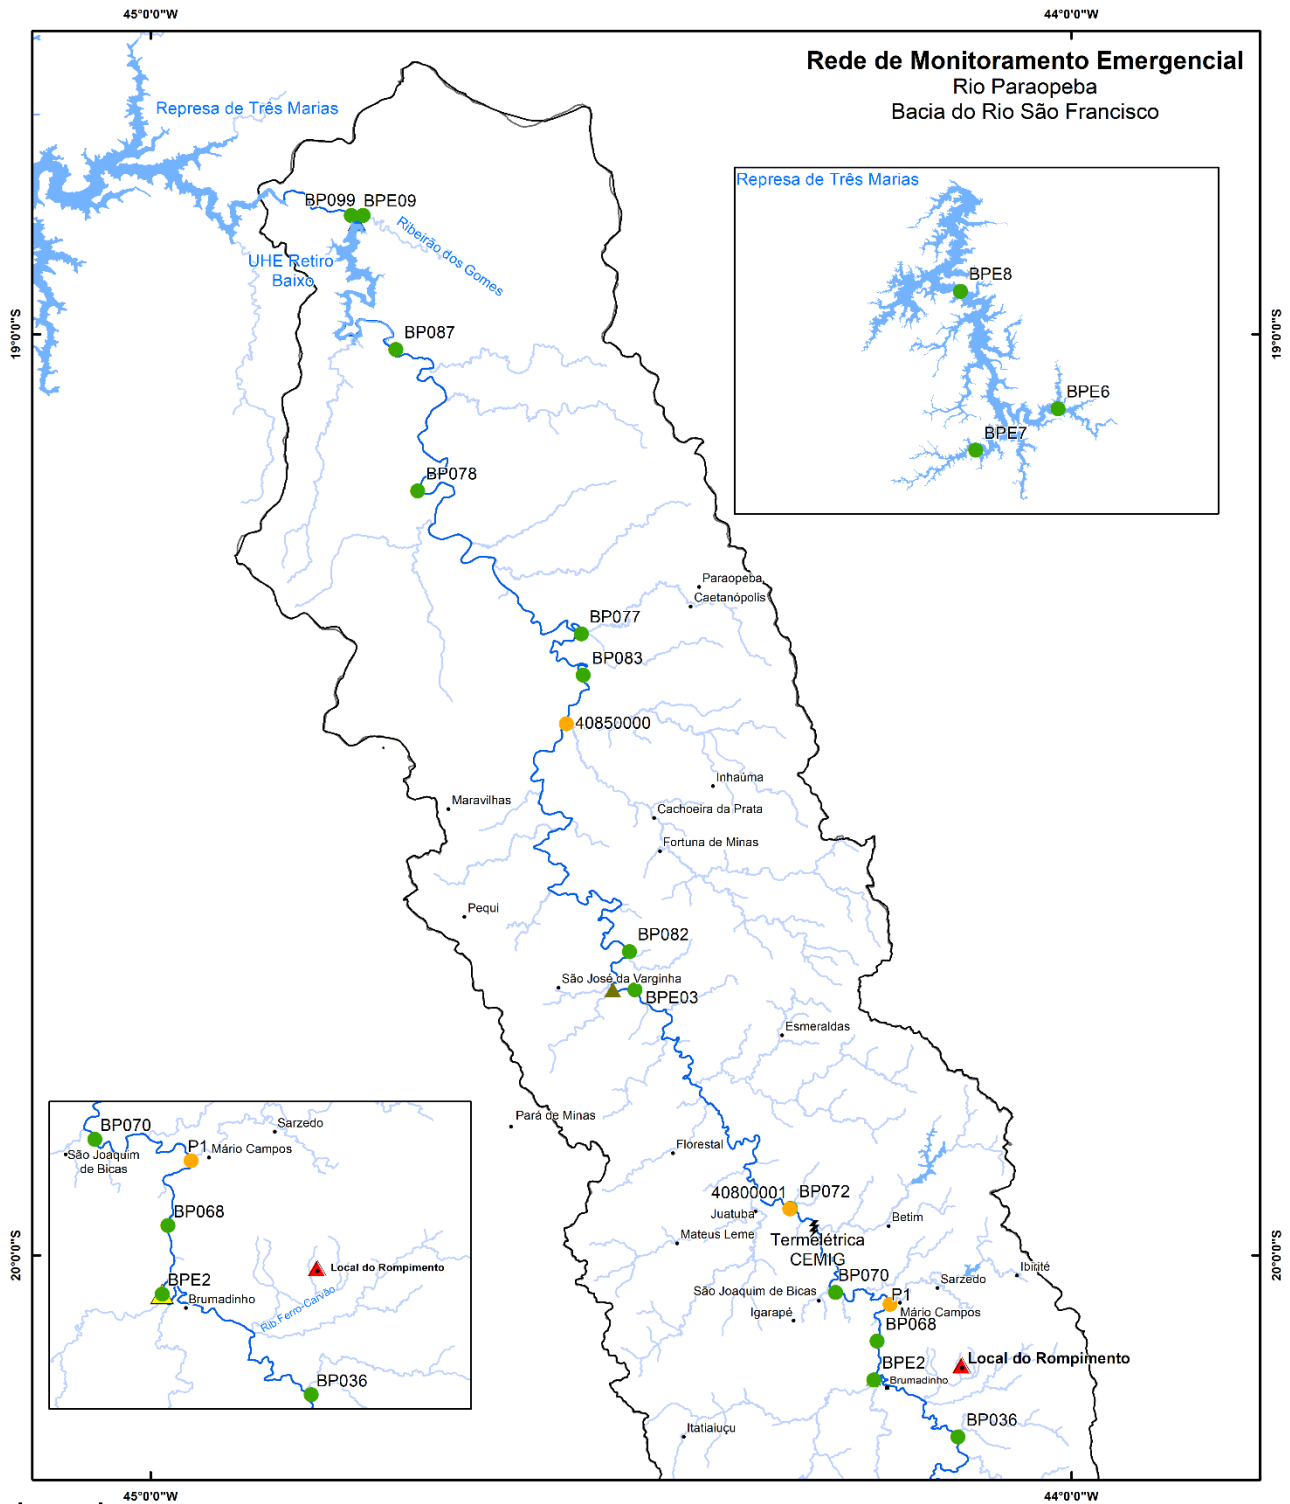 45°0'0"W
44°0'0"W
Rede de Monitoramento Emergencial
Rio Paraopeba
Bacia do Rio São Francisco
Represa de Três Marias
Represa de Três Marias
BP099
BPE09
Ribeirão dos Gomes
UHE Retiro
Baixo
BPE8
19°0'0"S
19°0'0"S
BP087
BPE6
BPE7
BP078
Paraopeba
Caetanópolis
BP077
BP083
40850000
Inhaúma
Maravilhas
Cachoeira da Prata
Fortuna de Minas
Pequi
BP082
São José da Varginha
BPE03
Esmeraldas
Pará de Minas
Florestal
40800001
BP072
Juatuba
Betim
Mateus Leme
Termelétrica
CEMIG
20°0'0"S
20°0'0"S
Ibirité
BP070
Sarzedo
São Joaquim de Bicas
P1
Mário Campos
Igarapé
BP068
Local do Rompimento
BPE2
Brumadinho
BP036
Itatiaiuçu
BP070
Sarzedo
P1
Mário Campos
São Joaquim
de Bicas
BP068
Local do Rompimento
BPE2
Brumadinho
Rib.Ferro-Carvão
BP036
45°0'0"W
44°0'0"W